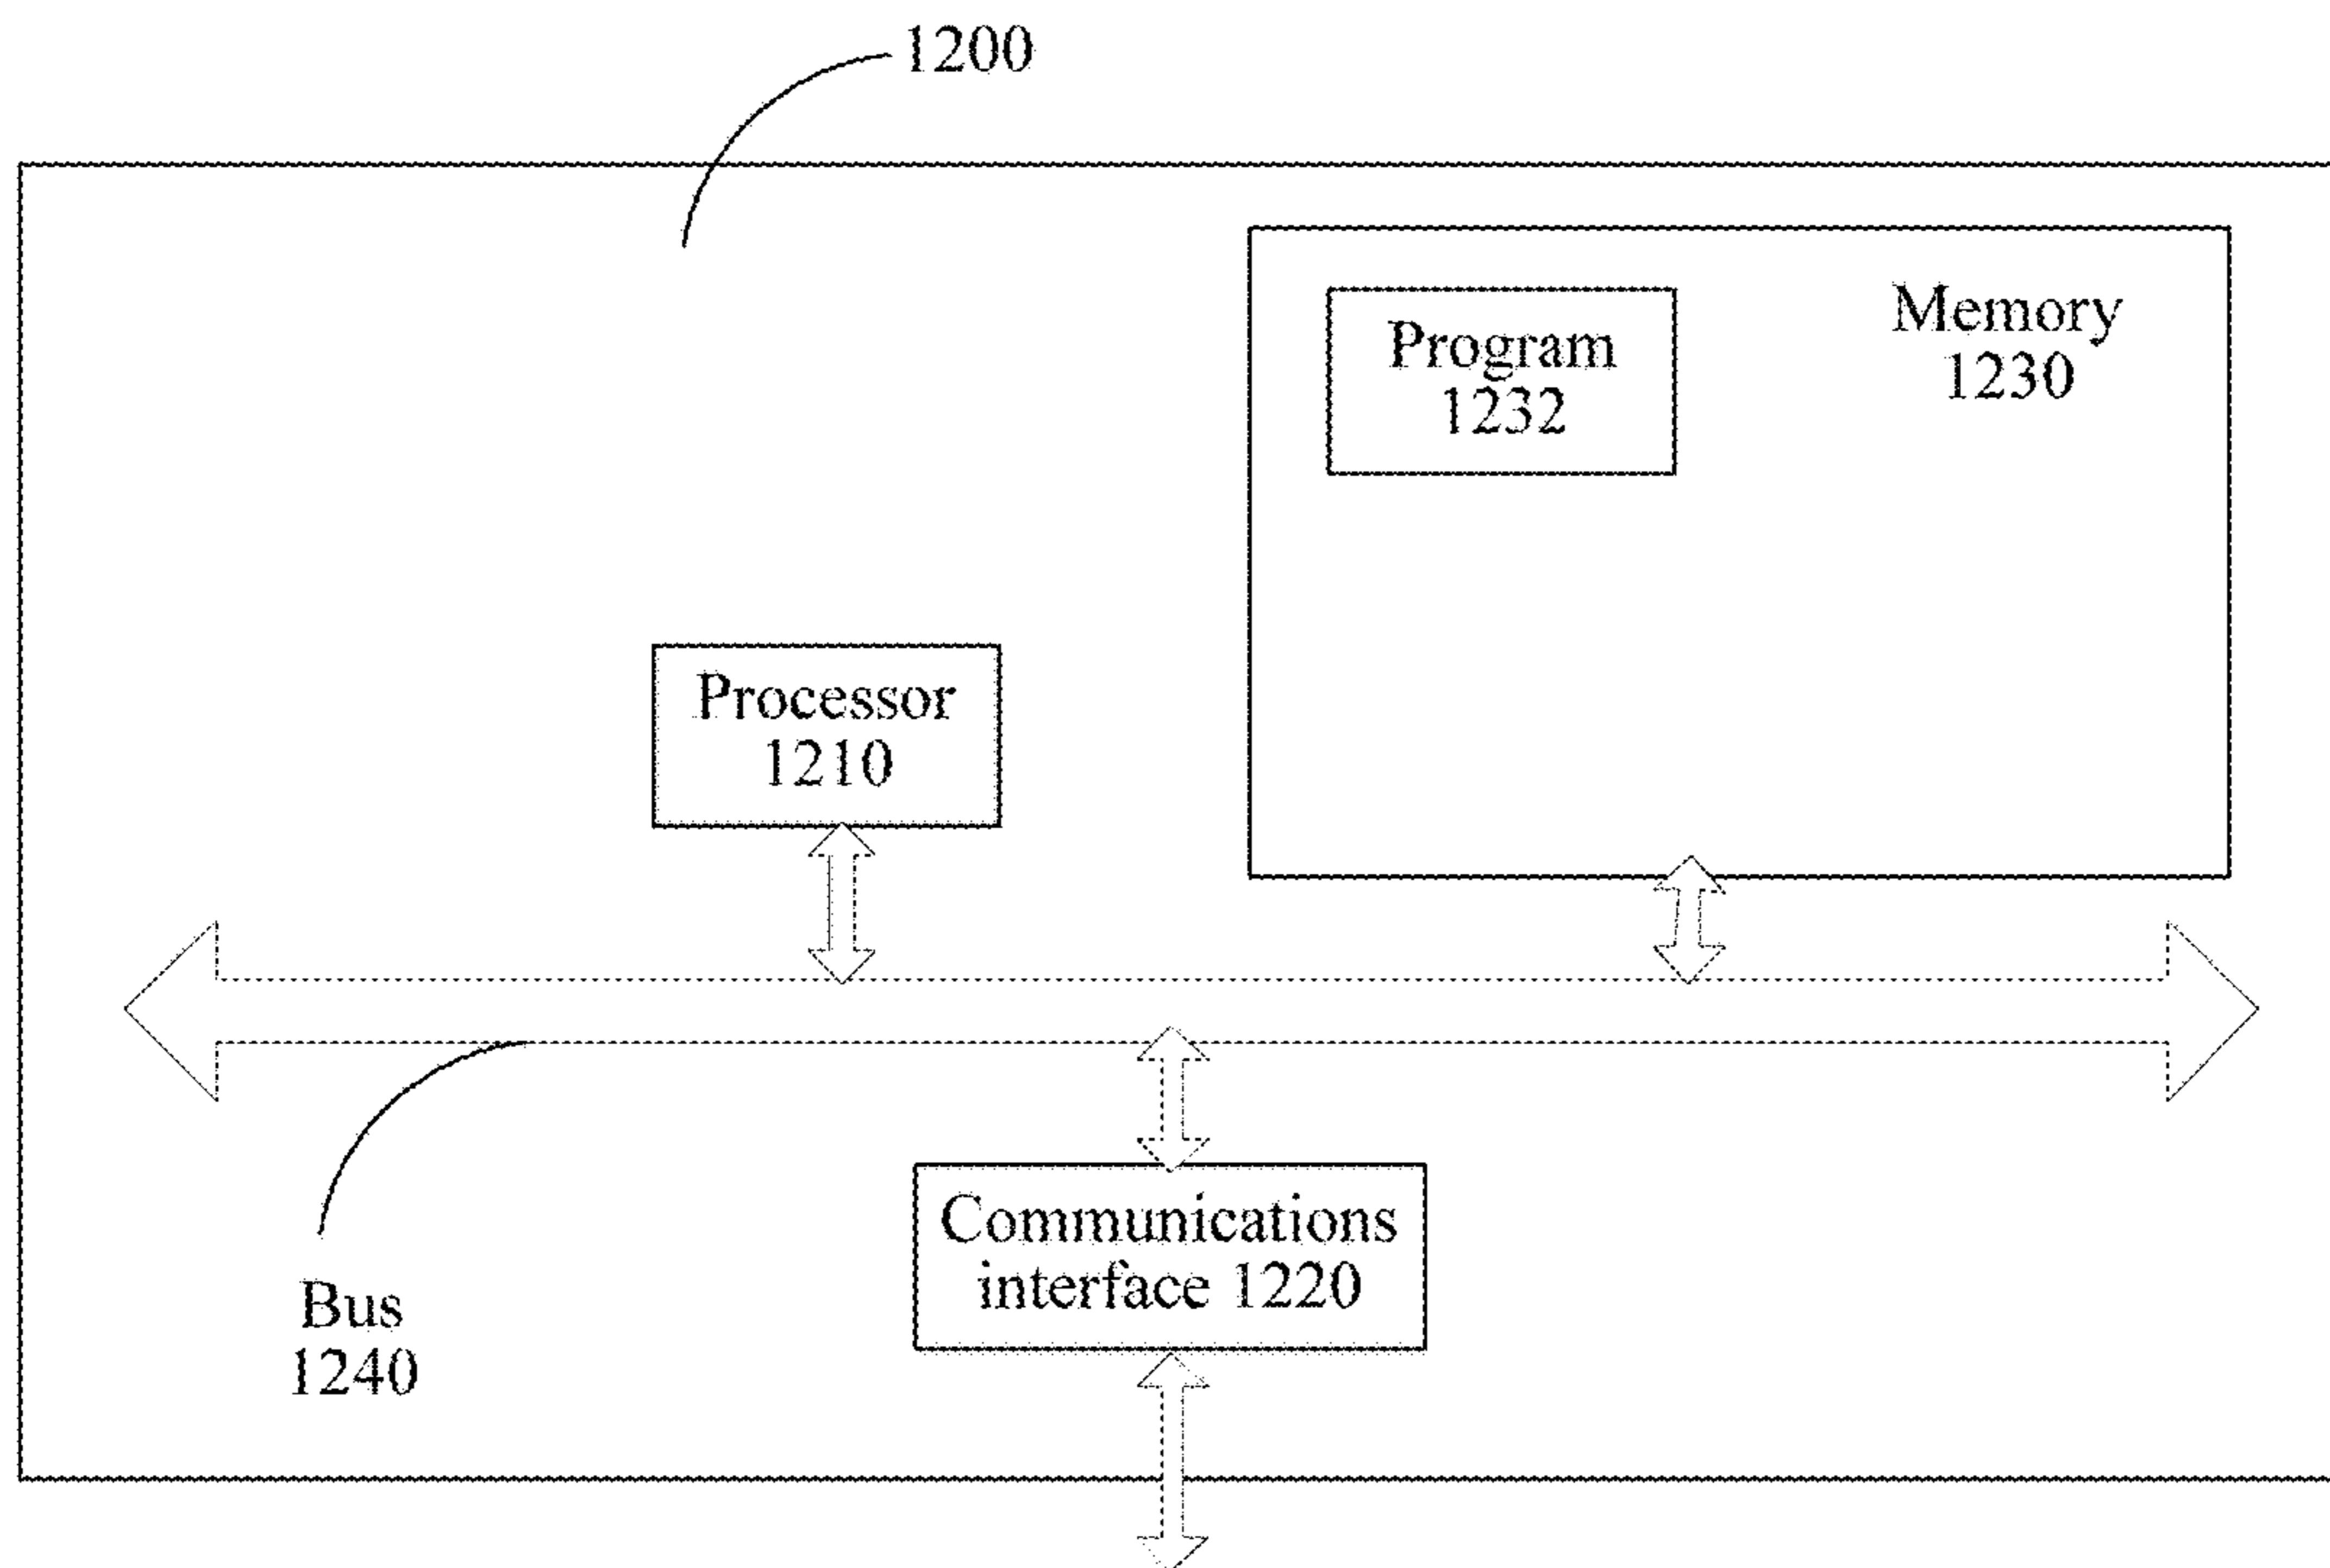 1200
Memory
1230
Program
1232
Processor
1210
Communications
interface 1220
Bus
1240